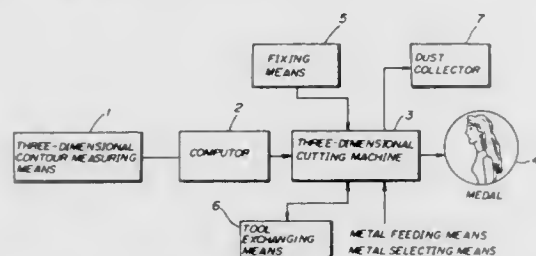 5
7
FIXING
MEANS
DUST
COLLECTOR
1
2
3
THREE-DIMENSIONAL
CONTOUR MEASURING
MEANS
COMPUTOR
THREE-DIMENSIONAL
CUTTING MACHINE
4
MEDAL
6
TOOL
EXCHANGING
MEANS
METAL FEEDING MEANS
METAL SELECTING MEANS